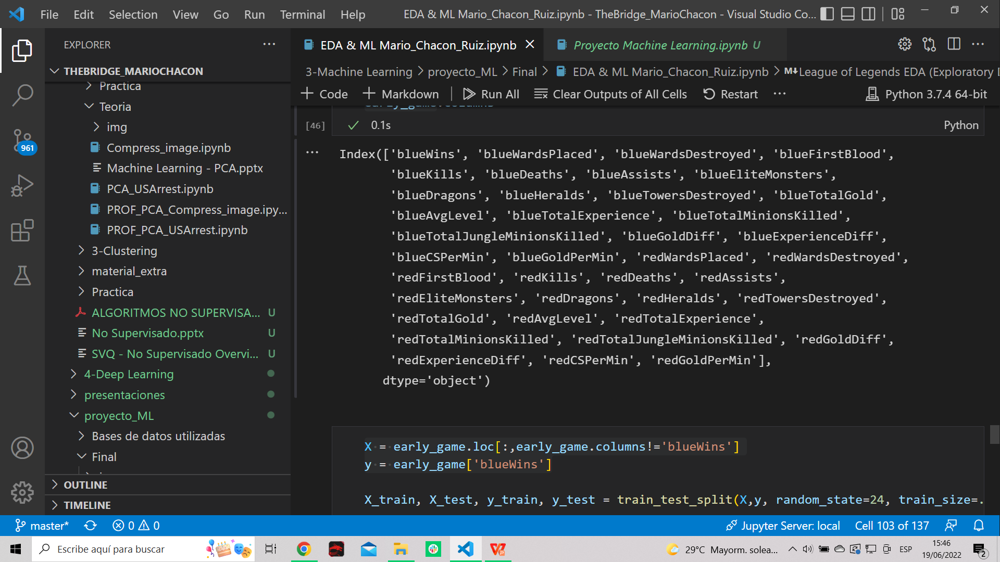 File Edit Selection View Go Run Terminal Help
EDA & ML Mario_Chacon_Ruiz.ipynb - TheBridge_MarioChacon - Visual Studio Co...
EXPLORER
THEBRIDGE_MARIOCHACON
Practica
Teoria
img
Compress_image.ipynb
Machine Learning - PCA.pptx
PCA_USArrest.ipynb
PROF_PCA_Compress_image.ipy...
PROF_PCA_USArrest.ipynb
3-Clustering
material_extra
Practica
ALGORITMOS NO SUPERVISA... U
No Supervisado.pptx U
SVQ - No Supervisado Overvi... U
4-Deep Learning
presentaciones
proyecto_ML
Bases de datos utilizadas
Final
OUTLINE
TIMELINE
961
EDA & ML Mario_Chacon_Ruiz.ipynb
Proyecto Machine Learning.ipynb U
3-Machine Learning > proyecto_ML > Final > EDA & ML Mario_Chacon_Ruiz.ipynb > M↓League of Legends EDA (Exploratory
+ Code + Markdown Run All Clear Outputs of All Cells Restart ... Python 3.7.4 64-bit
[46] 0.1s Python
Index(['blueWins', 'blueWardsPlaced', 'blueWardsDestroyed', 'blueFirstBlood',
'blueKills', 'blueDeaths', 'blueAssists', 'blueEliteMonsters',
'blueDragons', 'blueHeralds', 'blueTowersDestroyed', 'blueTotalGold',
'blueAvgLevel', 'blueTotalExperience', 'blueTotalMinionsKilled',
'blueTotalJungleMinionsKilled', 'blueGoldDiff', 'blueExperienceDiff',
'blueCSPerMin', 'blueGoldPerMin', 'redWardsPlaced', 'redWardsDestroyed',
'redFirstBlood', 'redKills', 'redDeaths', 'redAssists',
'redEliteMonsters', 'redDragons', 'redHeralds', 'redTowersDestroyed',
'redTotalGold', 'redAvgLevel', 'redTotalExperience',
'redTotalMinionsKilled', 'redTotalJungleMinionsKilled', 'redGoldDiff',
'redExperienceDiff', 'redCSPerMin', 'redGoldPerMin'],
dtype='object')
X = early_game.loc[:,early_game.columns!='blueWins']
y = early_game['blueWins']
X_train, X_test, y_train, y_test = train_test_split(X,y, random_state=24, train_size=.
master* 0 0
Jupyter Server: local Cell 103 of 137
Escribe aquí para buscar
29°C Mayorm. solea...
ESP
15:46
19/06/2022
2